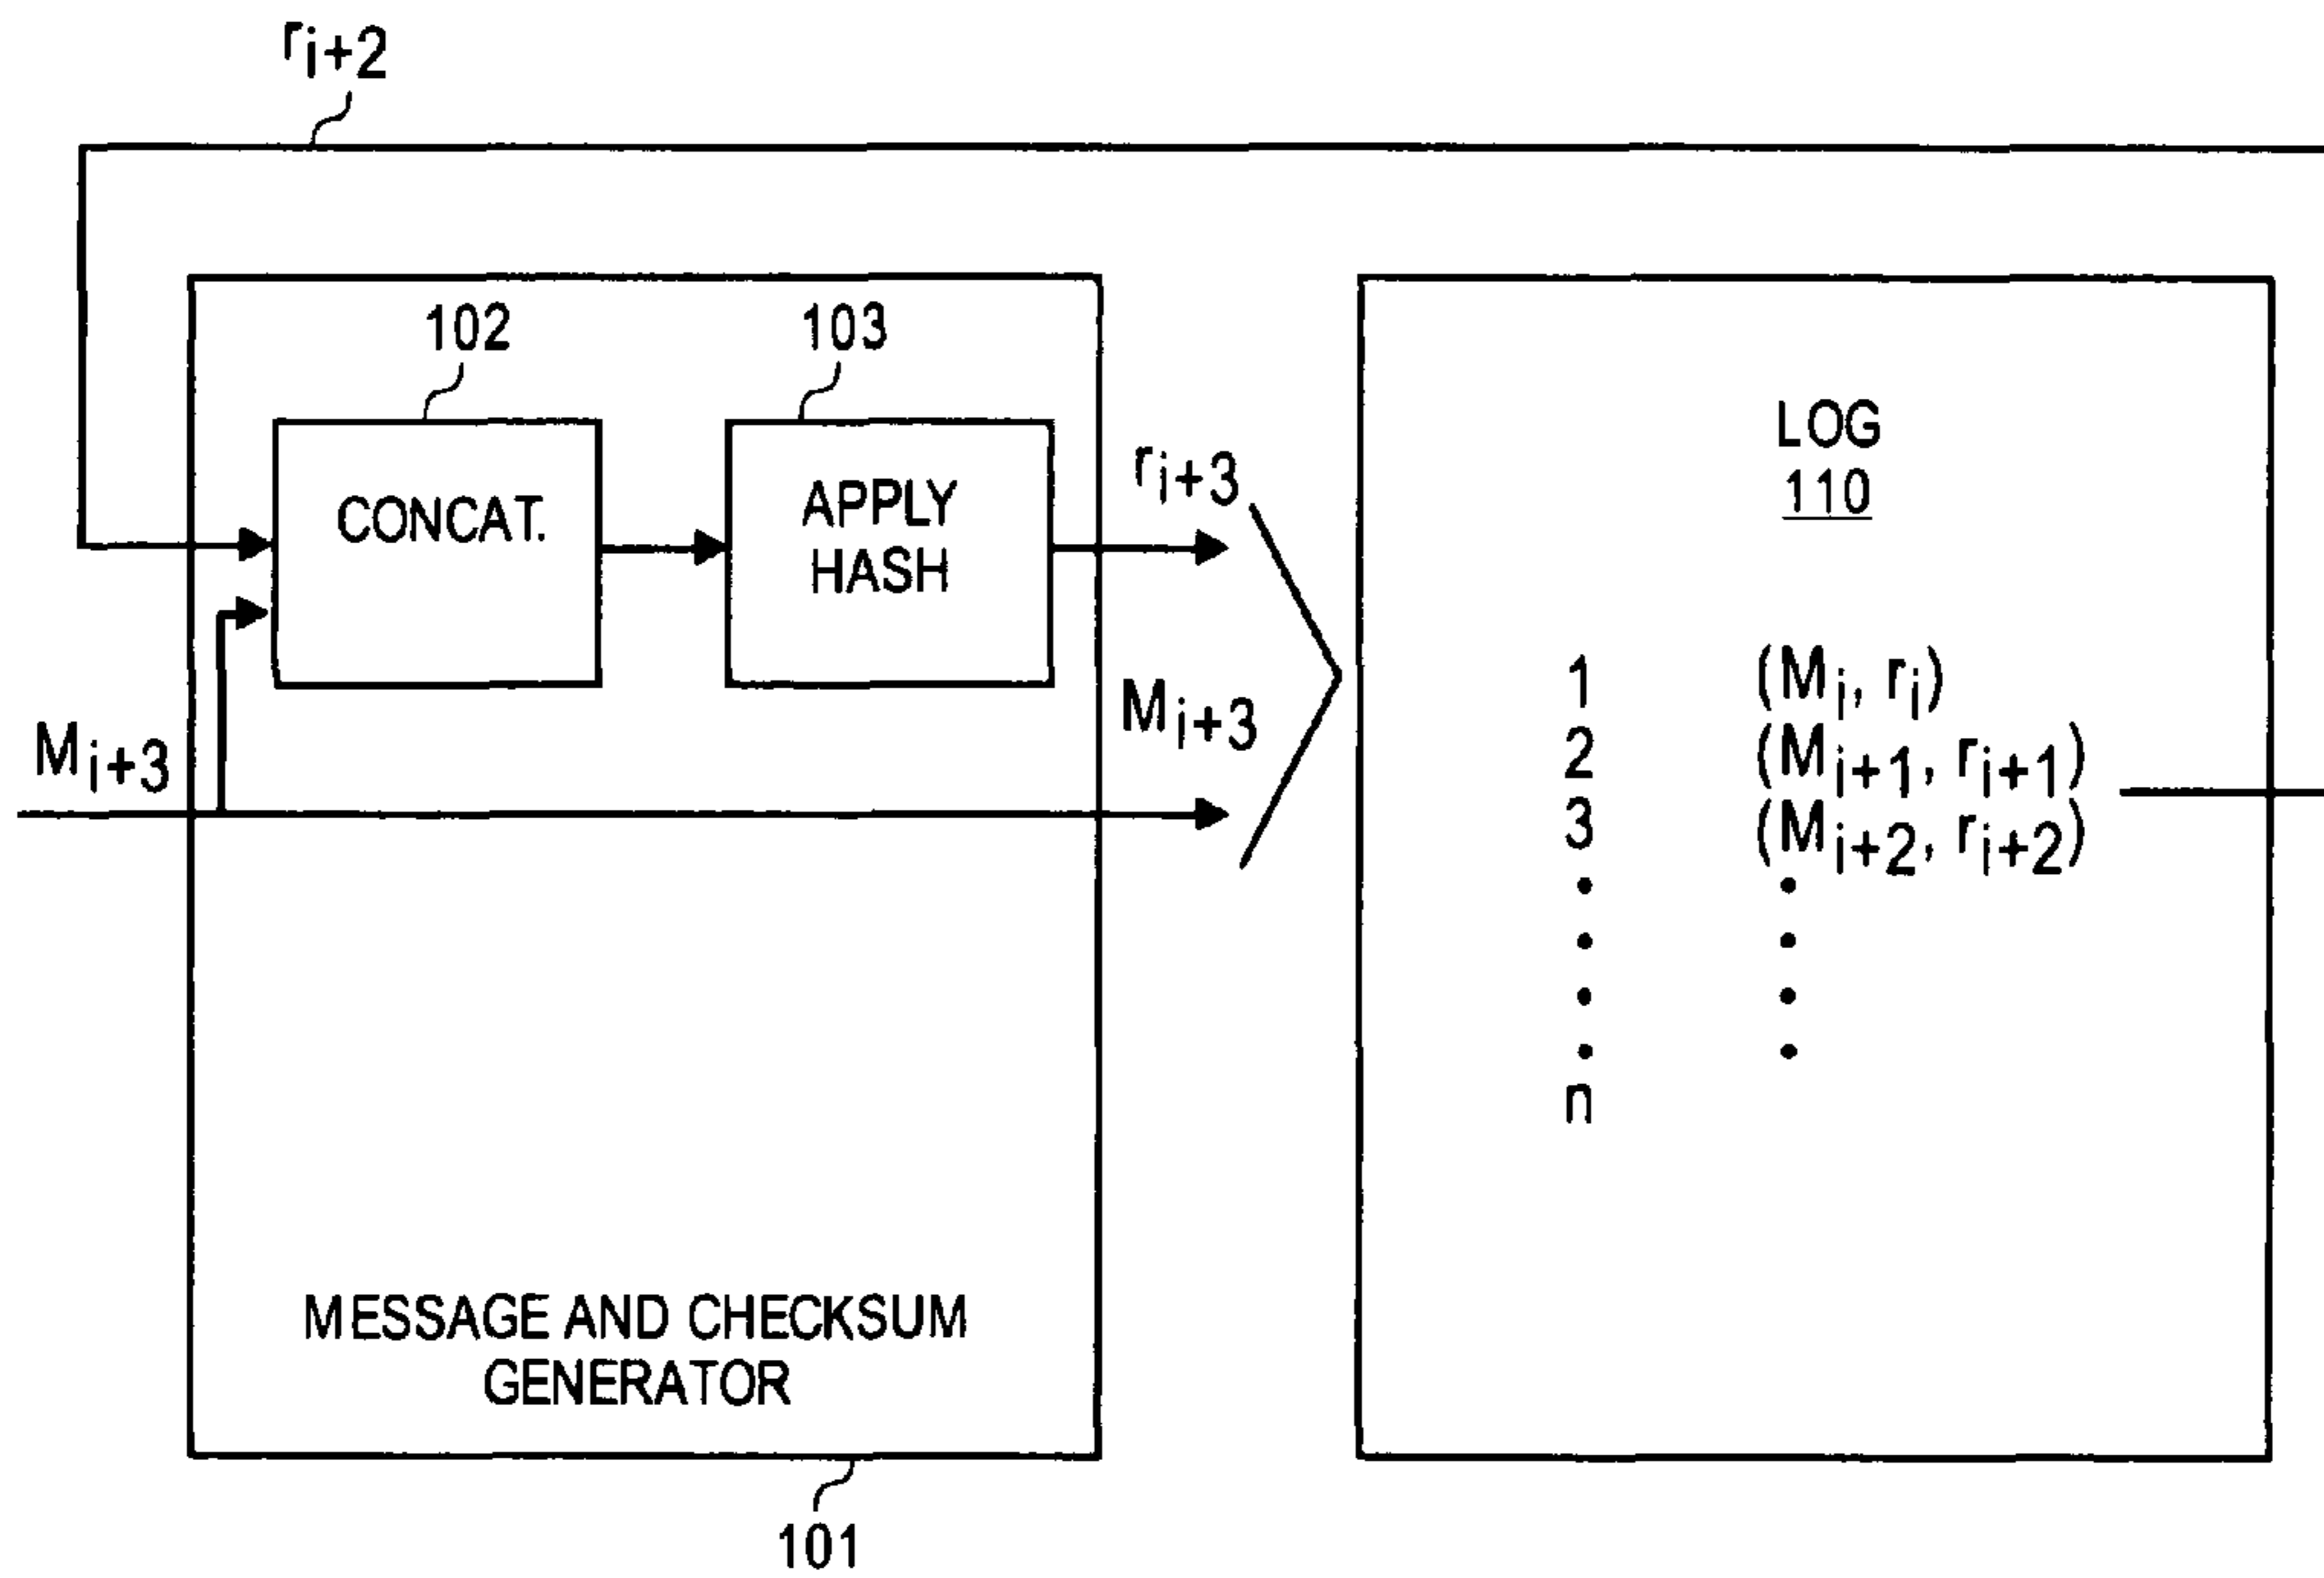 rᵢ₊₂
102
103
CONCAT.
APPLY
HASH
rᵢ₊₃
Mᵢ₊₃
Mᵢ₊₃
MESSAGE AND CHECKSUM
GENERATOR
101
LOG
110
1 (Mᵢ, rᵢ)
2 (Mᵢ₊₁, rᵢ₊₁)
3 (Mᵢ₊₂, rᵢ₊₂)
n